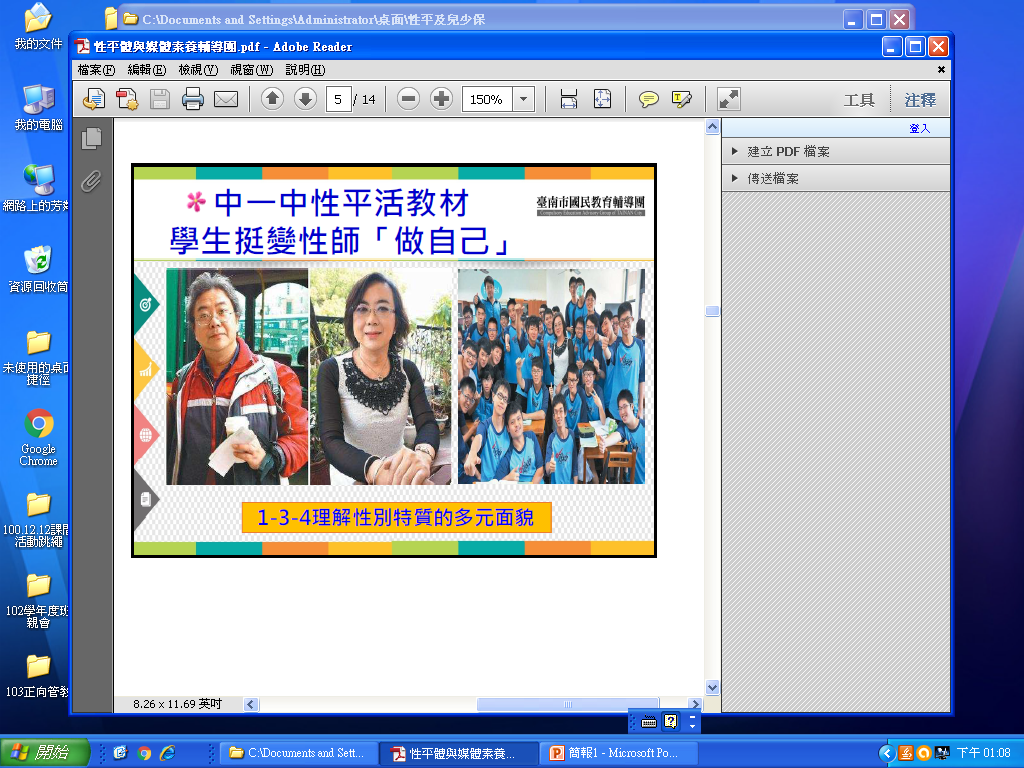 C:\Documents and Settings\Administrator\桌面\性平及兒少保
性平體與媒體素養輔導團.pdf - Adobe Reader
檔案(F) 編輯(E) 檢視(V) 視窗(W) 說明(H)
5 / 14 150% 工具 注釋
登入
建立 PDF 檔案
傳送檔案
中一中性平活教材
學生挺變性師「做自己」
臺南市國民教育輔導團
1-3-4理解性別特質的多元面貌
8.26 x 11.69 英吋
我的文件
我的電腦
網路上的芳
資源回收筒
未使用的桌面
捷徑
Google
Chrome
100.12.12課間
活動跳繩
102學年度班
親會
103正向管教
開始
C:\Documents and Sett...
性平體與媒體素養...
簡報1 - Microsoft Po...
下午 01:08